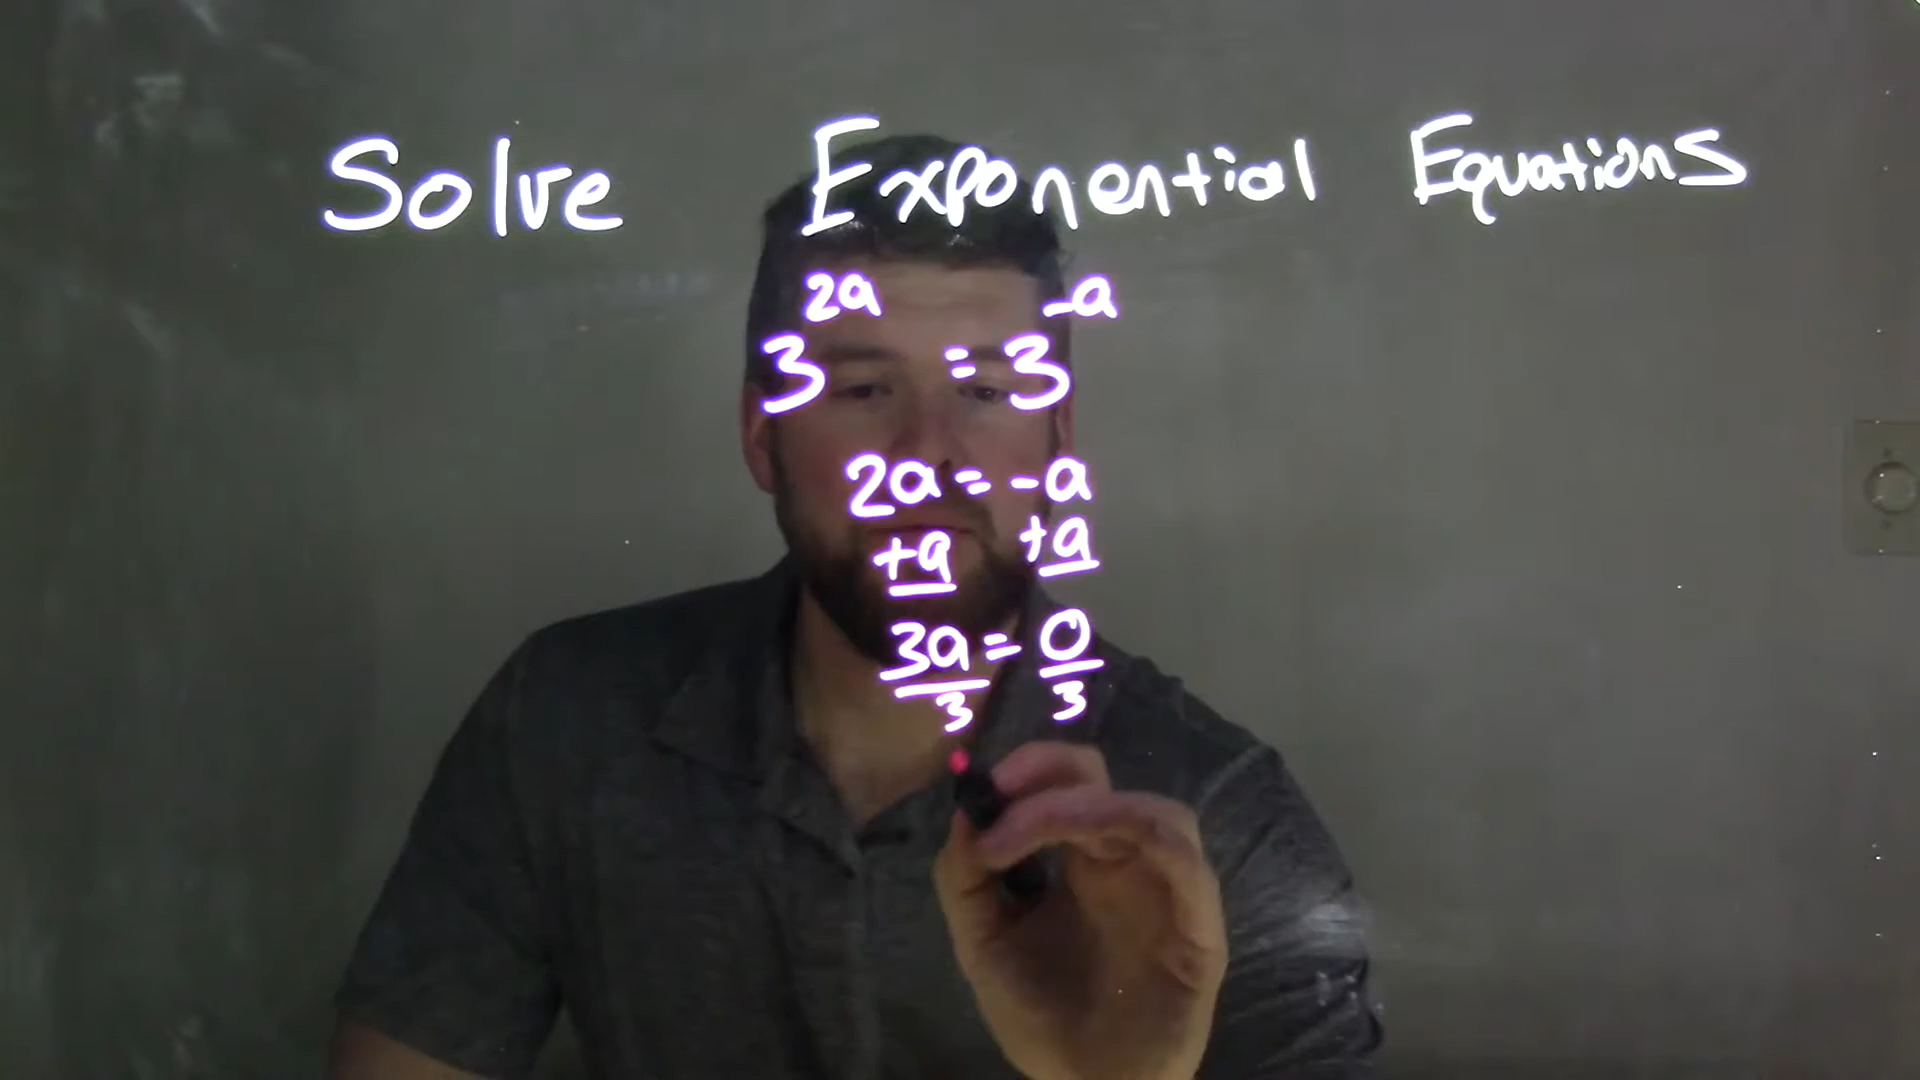 Solve Exponential Equations
3^2a = 3^-a
2a = -a
+a +a
3a = 0
3 3